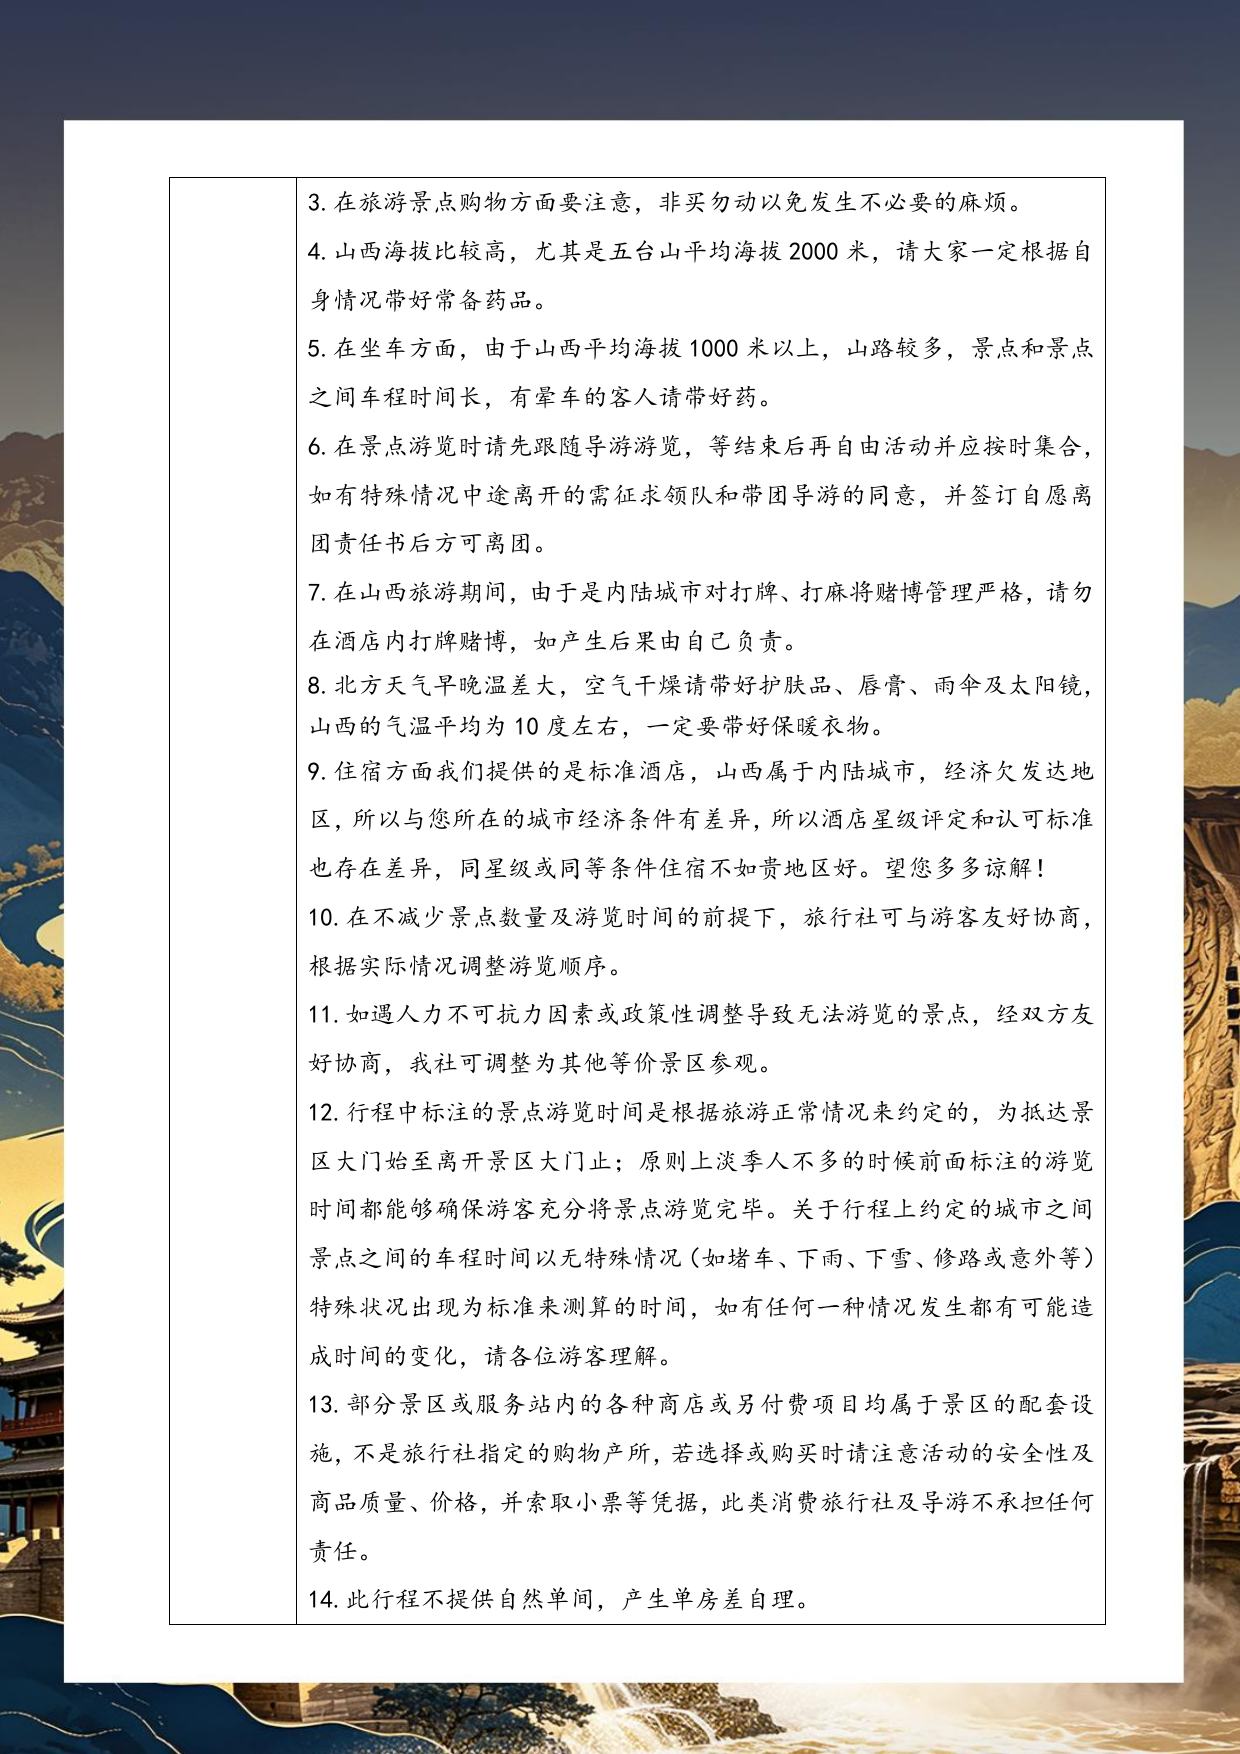 3.在旅游景点购物方面要注意，非买勿动以免发生不必要的麻烦。
4.山西海拔比较高，尤其是五台山平均海拔 2000 米，请大家一定根据自
身情况带好常备药品。
5.在坐车方面，由于山西平均海拔 1000 米以上，山路较多，景点和景点
之间车程时间长，有晕车的客人请带好药。
6.在景点游览时请先跟随导游游览，等结束后再自由活动并应按时集合，
如有特殊情况中途离开的需征求领队和带团导游的同意，并签订自愿离
团责任书后方可离团。
7.在山西旅游期间，由于是内陆城市对打牌、打麻将赌博管理严格，请勿
在酒店内打牌赌博，如产生后果由自己负责。
8.北方天气早晚温差大，空气干燥请带好护肤品、唇膏、雨伞及太阳镜，
山西的气温平均为 10 度左右，一定要带好保暖衣物。
9.住宿方面我们提供的是标准酒店，山西属于内陆城市，经济欠发达地
区，所以与您所在的城市经济条件有差异，所以酒店星级评定和认可标准
也存在差异，同星级或同等条件住宿不如贵地区好。望您多多谅解！
10.在不减少景点数量及游览时间的前提下，旅行社可与游客友好协商，
根据实际情况调整游览顺序。
11.如遇人力不可抗力因素或政策性调整导致无法游览的景点，经双方友
好协商，我社可调整为其他等价景区参观。
12.行程中标注的景点游览时间是根据旅游正常情况来约定的，为抵达景
区大门始至离开景区大门止；原则上淡季人不多的时候前面标注的游览
时间都能够确保游客充分将景点游览完毕。关于行程上约定的城市之间
景点之间的车程时间以无特殊情况（如堵车、下雨、下雪、修路或意外等）
特殊状况出现为标准来测算的时间，如有任何一种情况发生都有可能造
成时间的变化，请各位游客理解。
13.部分景区或服务站内的各种商店或另付费项目均属于景区的配套设
施，不是旅行社指定的购物产所，若选择或购买时请注意活动的安全性及
商品质量、价格，并索取小票等凭据，此类消费旅行社及导游不承担任何
责任。
14.此行程不提供自然单间，产生单房差自理。